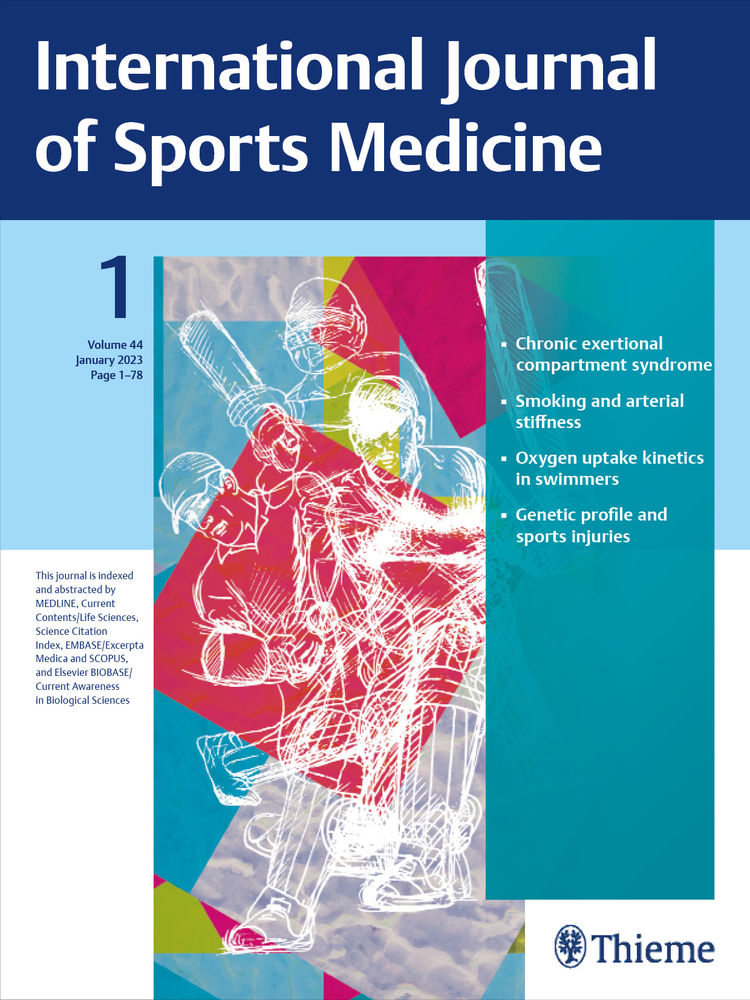 International Journal
of Sports Medicine
1
Volume 44
January 2023
Page 1–78
▪ Chronic exertional
compartment syndrome
▪ Smoking and arterial
stiffness
▪ Oxygen uptake kinetics
in swimmers
▪ Genetic profile and
sports injuries
This journal is indexed
and abstracted by
MEDLINE, Current
Contents/Life Sciences,
Science Citation
Index, EMBASE/Excerpta
Medica and SCOPUS,
and Elsevier BIOBASE/
Current Awareness
in Biological Sciences
Thieme